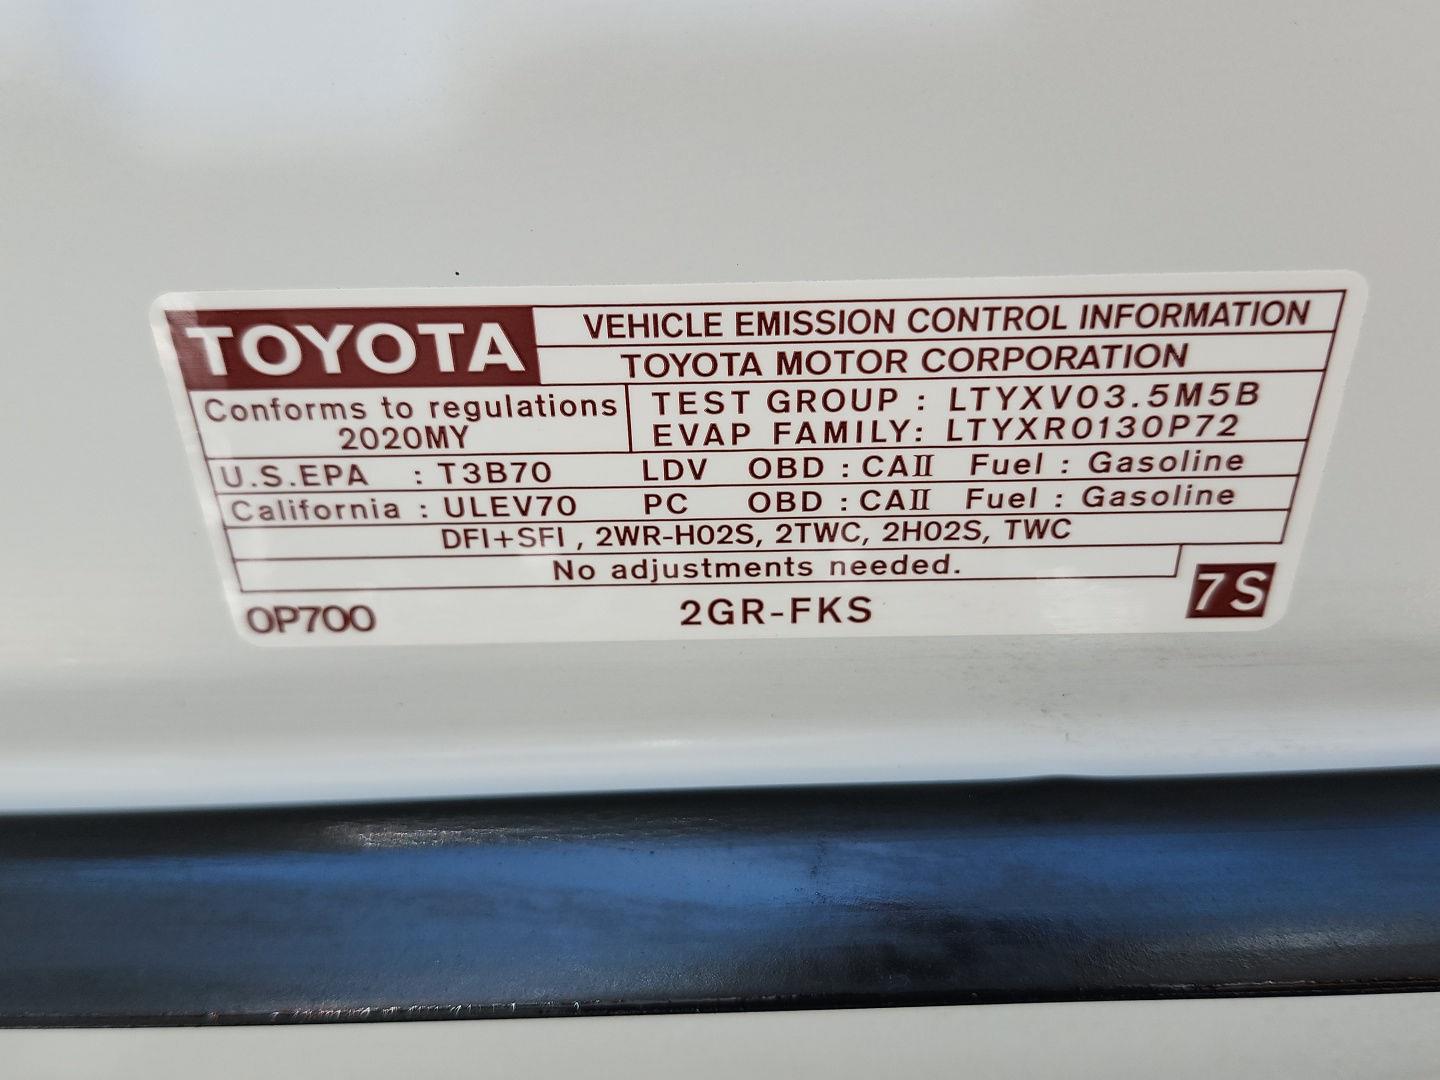 TOYOTA
VEHICLE EMISSION CONTROL INFORMATION
TOYOTA MOTOR CORPORATION
Conforms to regulations
2020MY
TEST GROUP : LTYXV03.5M5B
EVAP FAMILY: LTYXR0130P72
U.S.EPA : T3B70 LDV OBD : CAII Fuel : Gasoline
California : ULEV70 PC OBD : CAII Fuel : Gasoline
DFI+SFI , 2WR-HO2S, 2TWC, 2HO2S, TWC
No adjustments needed.
0P700 2GR-FKS 7S